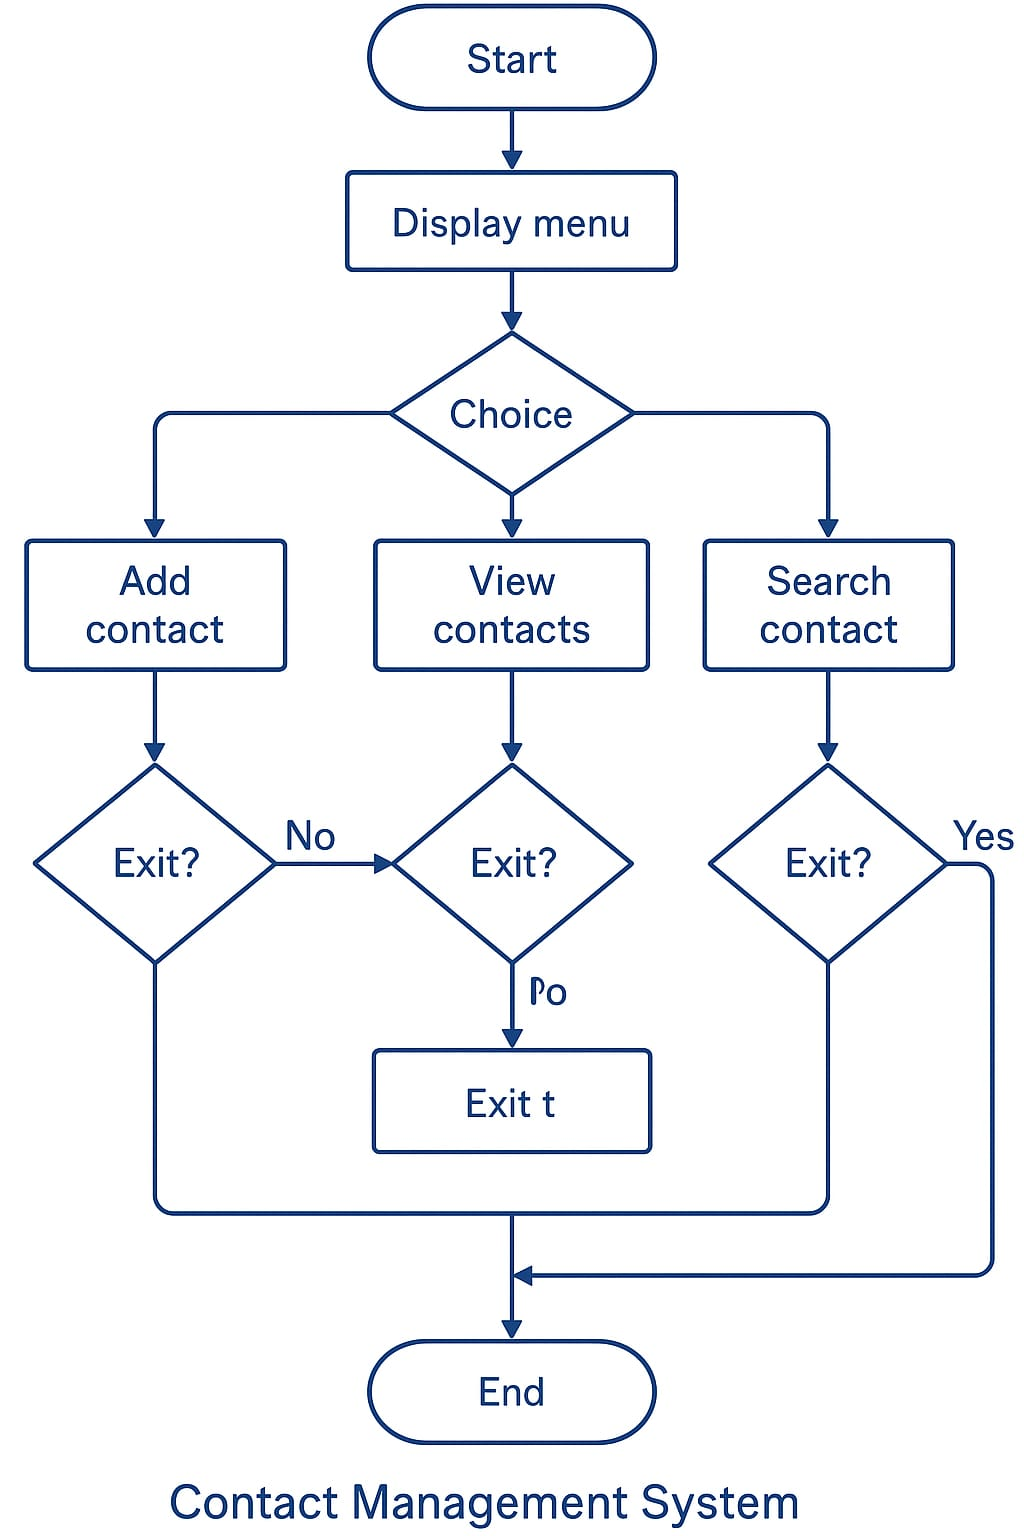 Start
Display menu
Choice
Add
contact
View
contacts
Search
contact
Exit?
No
Exit?
Exit?
Yes
Exit t
End
Contact Management System